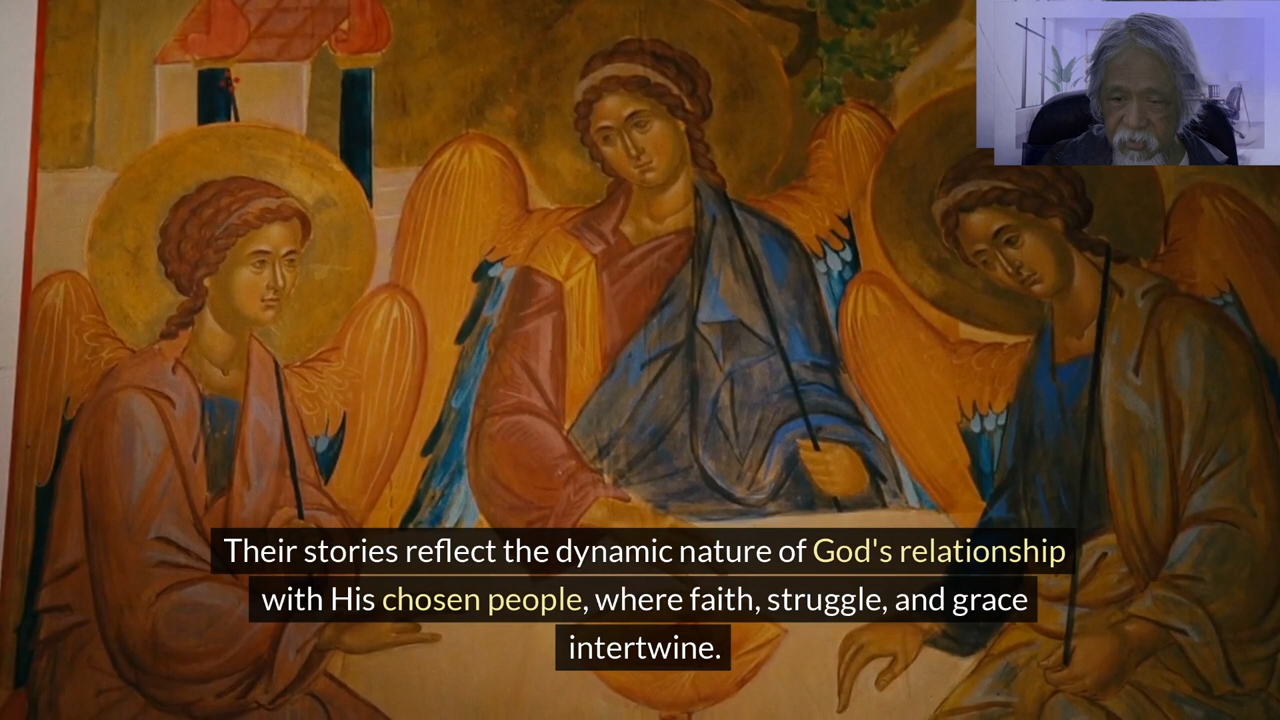 Their stories reflect the dynamic nature of God's relationship
with His chosen people, where faith, struggle, and grace
intertwine.